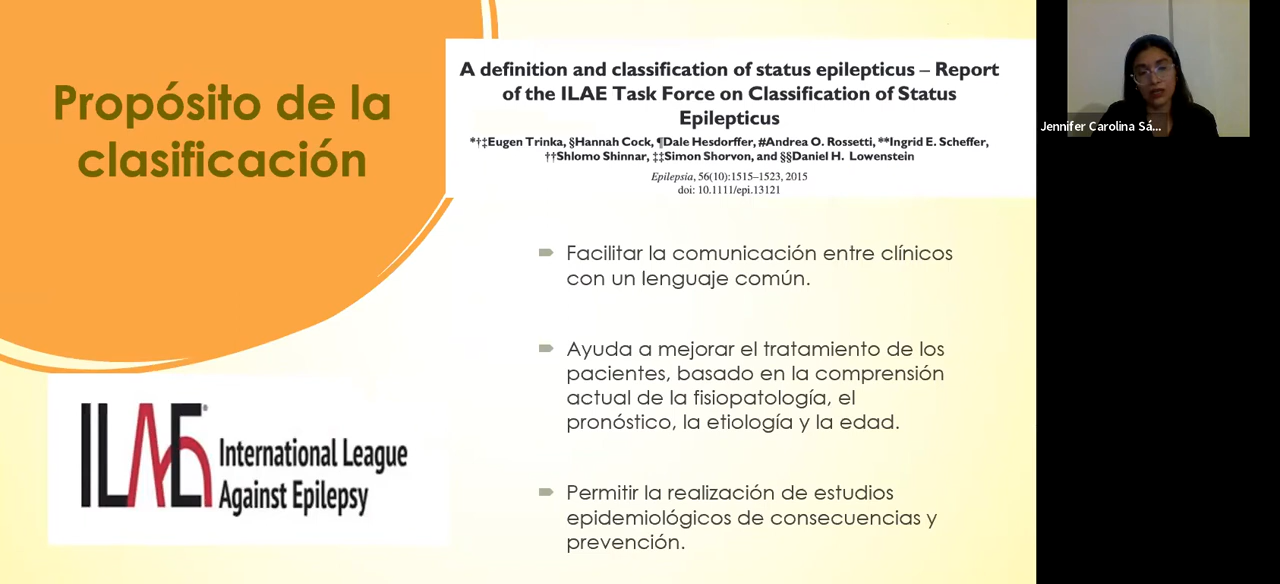 Propósito de la
clasificación
A definition and classification of status epilepticus – Report
of the ILAE Task Force on Classification of Status
Epilepticus
*†‡Eugen Trinka, §Hannah Cock, ¶Dale Hesdorffer, #Andrea O. Rossetti, **Ingrid E. Scheffer,
††Shlomo Shinnar, ‡‡Simon Shorvon, and §§Daniel H. Lowenstein
Epilepsia, 56(10):1515–1523, 2015
doi: 10.1111/epi.13121
Facilitar la comunicación entre clínicos
con un lenguaje común.
Ayuda a mejorar el tratamiento de los
pacientes, basado en la comprensión
actual de la fisiopatología, el
pronóstico, la etiología y la edad.
Permitir la realización de estudios
epidemiológicos de consecuencias y
prevención.
ILAE®
International League
Against Epilepsy
Jennifer Carolina Sá...